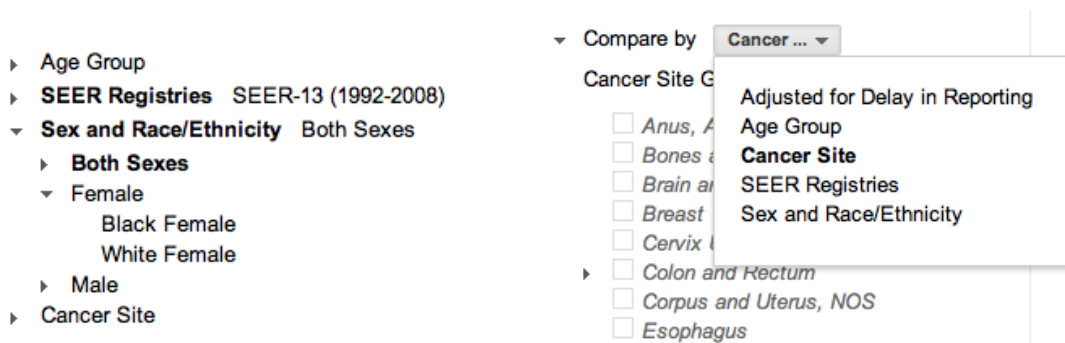 Age Group
SEER Registries SEER-13 (1992-2008)
Sex and Race/Ethnicity Both Sexes
Both Sexes
Female
Black Female
White Female
Male
Cancer Site
Compare by Cancer ...
Cancer Site G
Adjusted for Delay in Reporting
Age Group
Cancer Site
SEER Registries
Sex and Race/Ethnicity
Anus, A
Bones a
Brain an
Breast
Cervix U
Colon and Rectum
Corpus and Uterus, NOS
Esophagus